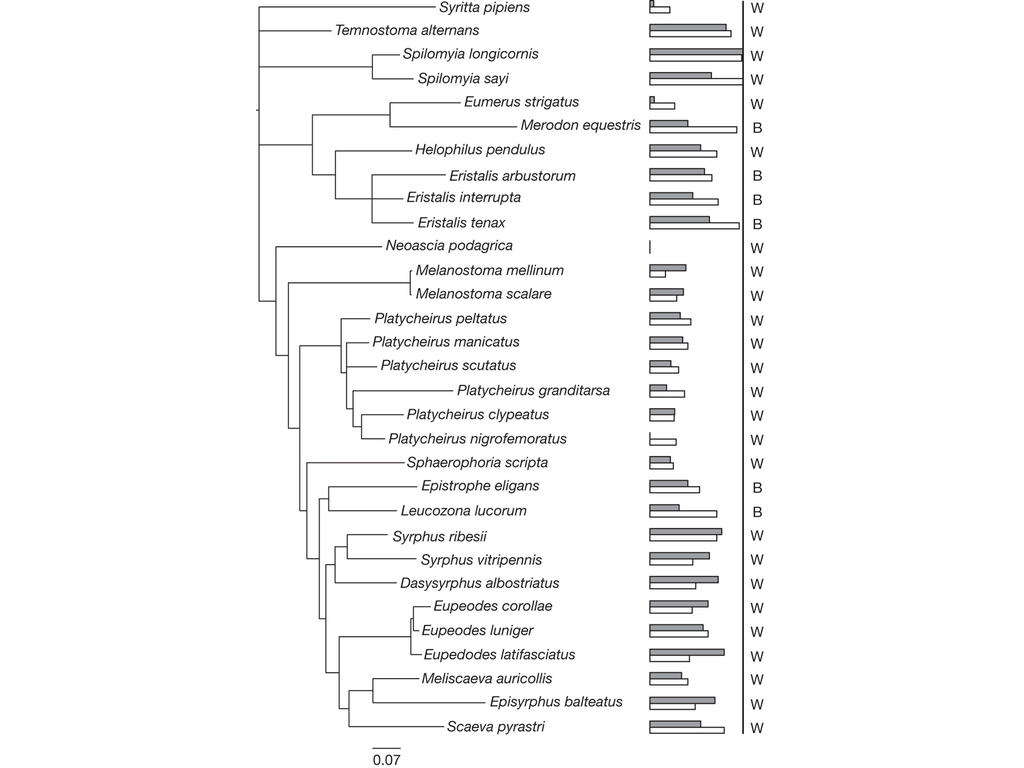 Syritta pipiens W
Temnostoma alternans W
Spilomyia longicornis W
Spilomyia sayi W
Eumerus strigatus W
Merodon equestris B
Helophilus pendulus W
Eristalis arbustorum B
Eristalis interrupta B
Eristalis tenax B
Neoascia podagrica W
Melanostoma mellinum W
Melanostoma scalare W
Platycheirus peltatus W
Platycheirus manicatus W
Platycheirus scutatus W
Platycheirus granditarsa W
Platycheirus clypeatus W
Platycheirus nigrofemoratus W
Sphaerophoria scripta W
Epistrophe eligans B
Leucozona lucorum B
Syrphus ribesii W
Syrphus vitripennis W
Dasysyrphus albostriatus W
Eupeodes corollae W
Eupeodes luniger W
Eupedodes latifasciatus W
Meliscaeva auricollis W
Episyrphus balteatus W
Scaeva pyrastri W
0.07